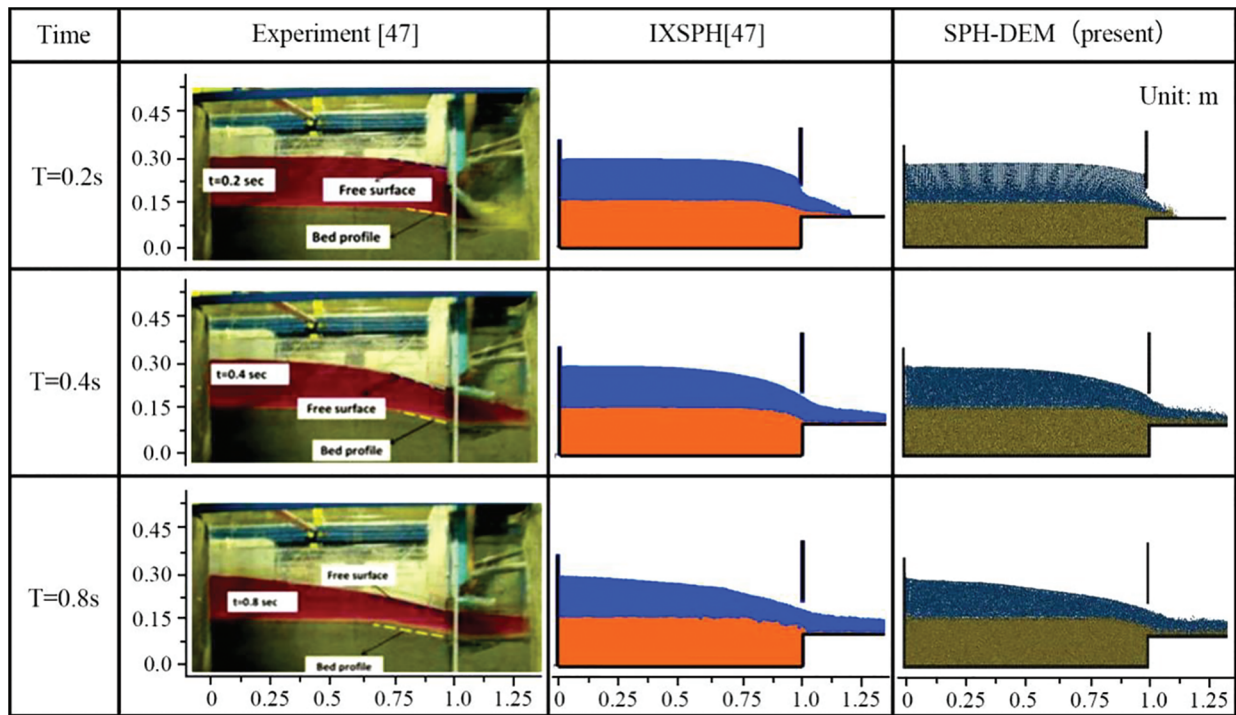 Time Experiment [47] IXSPH[47] SPH-DEM（present）
T=0.2s
0.45
0.30
0.15
0.0
t=0.2 sec
Free surface
Bed profile
Unit: m
T=0.4s
0.45
0.30
0.15
0.0
t=0.4 sec
Free surface
Bed profile
T=0.8s
0.45
0.30
0.15
0.0
Free surface
t=0.8 sec
Bed profile
0 0.25 0.50 0.75 1.0 1.25 0 0.25 0.50 0.75 1.0 1.25 0 0.25 0.50 0.75 1.0 1.25